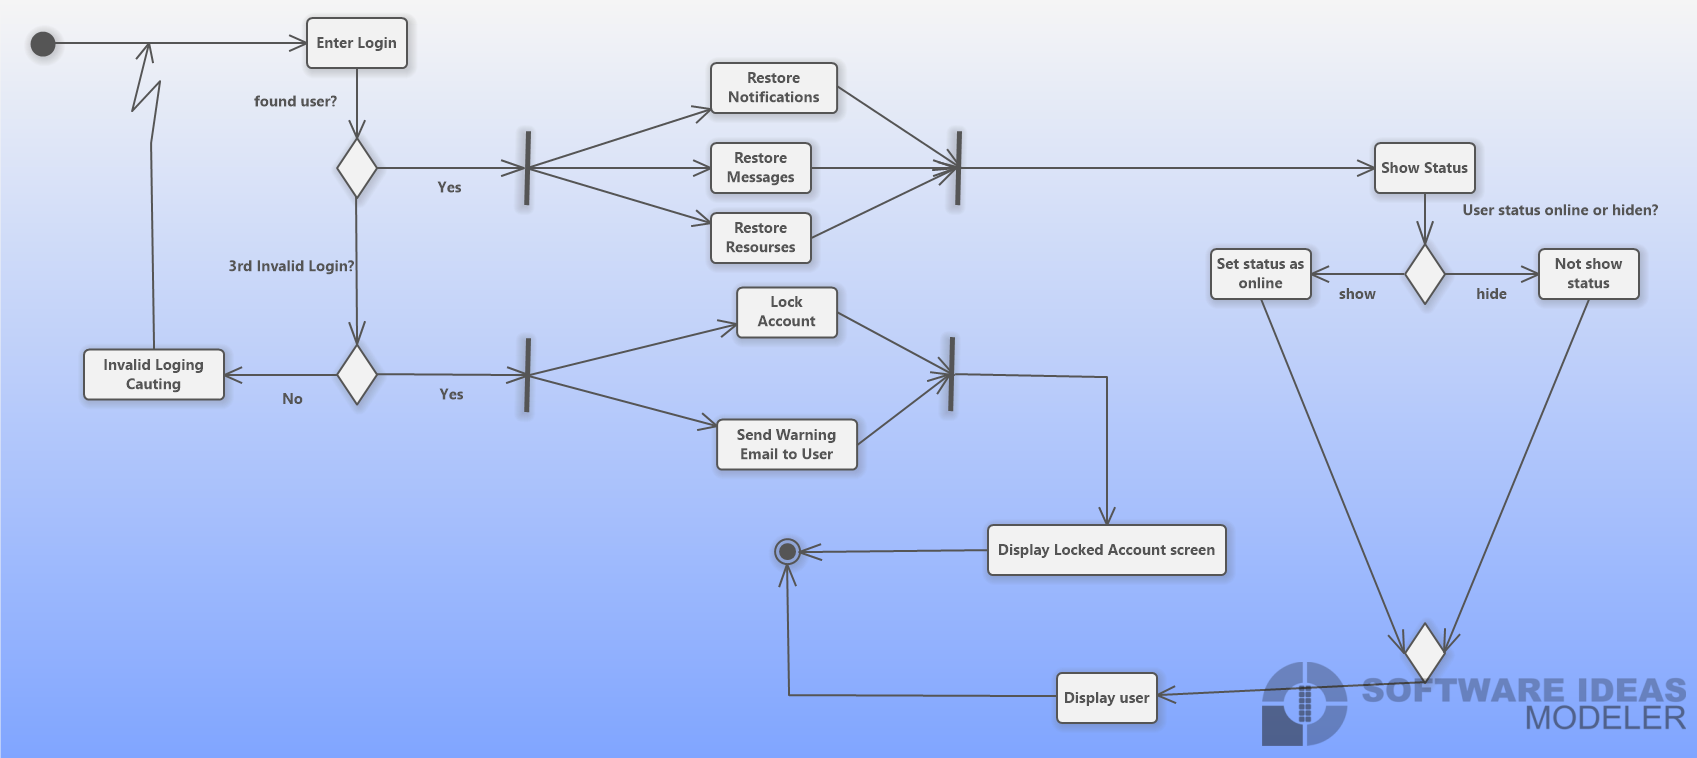 Enter Login
found user?
Restore
Notifications
Yes
Restore
Messages
Restore
Resourses
Show Status
User status online or hiden?
Set status as
online
show
hide
Not show
status
3rd Invalid Login?
Lock
Account
Invalid Loging
Cauting
No
Yes
Send Warning
Email to User
Display Locked Account screen
Display user
SOFTWARE IDEAS
MODELER